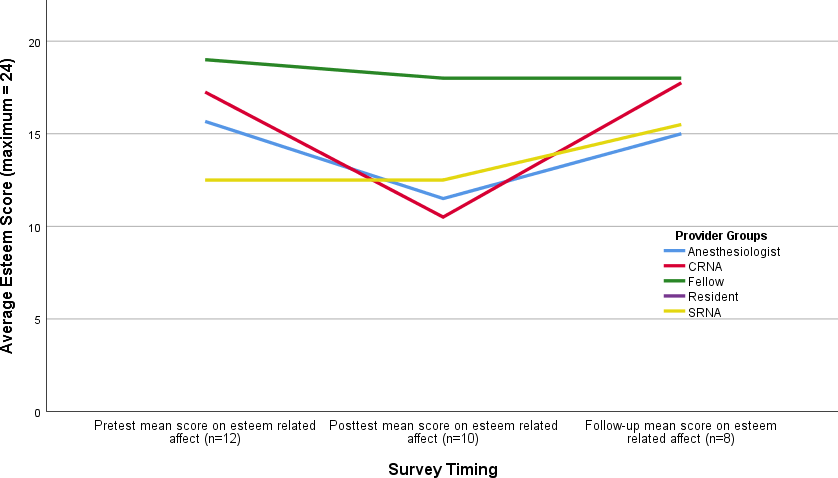 Average Esteem Score (maximum = 24)
20
15
10
5
0
Provider Groups
Anesthesiologist
CRNA
Fellow
Resident
SRNA
Pretest mean score on esteem related
affect (n=12)
Posttest mean score on esteem related
affect (n=10)
Follow-up mean score on esteem
related affect (n=8)
Survey Timing